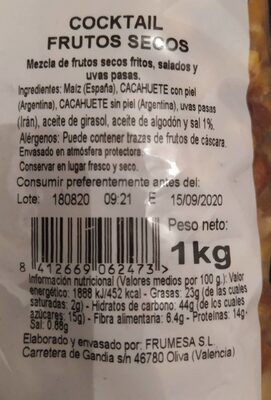 COCKTAIL
FRUTOS SECOS
Mezcla de frutos secos fritos, salados y
uvas pasas.
Ingredientes: Maíz (España), CACAHUETE con piel
(Argentina), CACAHUETE sin piel (Argentina), uvas pasas
(Irán), aceite de girasol, aceite de algodón y sal 1%.
Alérgenos: Puede contener trazas de frutos de cáscara.
Envasado en atmósfera protectora.
Conservar en lugar fresco y seco.
Consumir preferentemente antes del:
Lote: 180820 09:21 E 15/09/2020
Peso neto:
1kg
8 412669 062473 >
Información nutricional (Valores medios por 100 g.): Valor
energético: 1888 KJ/452 kcal - Grasas: 23g (de las cuales
saturadas: 2g) - Hidratos de carbono: 44g (de los cuales
azúcares: 15g) - Fibra alimentaria: 6.4g - Proteínas: 14g-
Sal: 0.88g
Elaborado y envasado por: FRUMESA S.L.
Carretera de Gandia s/n 46780 Oliva (Valencia)